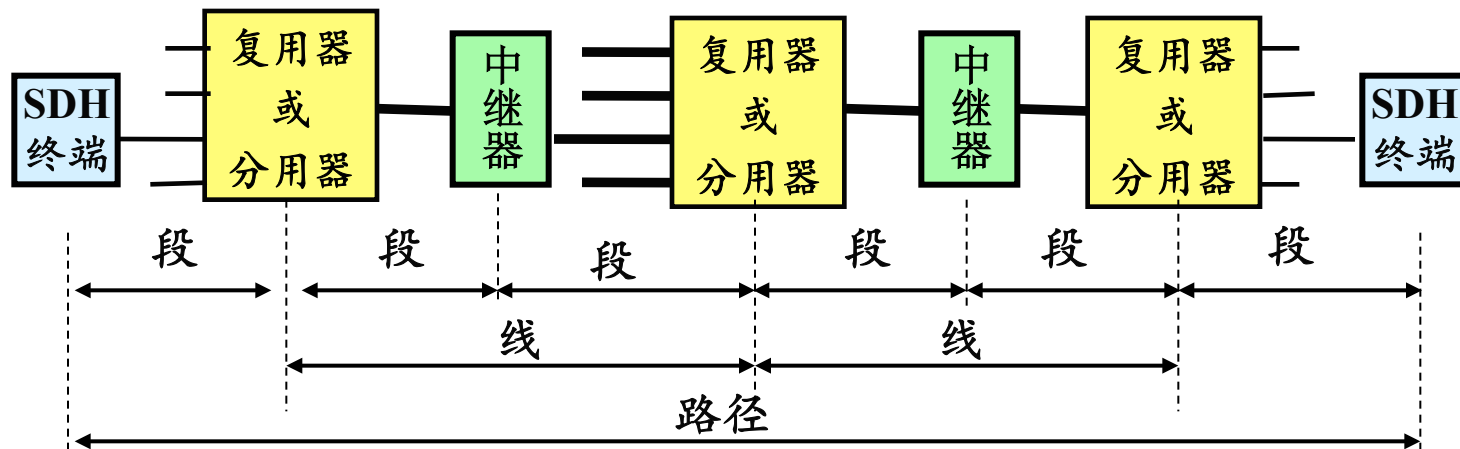 SDH
终端
复用器
或
分用器
中
继
器
复用器
或
分用器
中
继
器
复用器
或
分用器
SDH
终端
段
段
段
段
段
段
线
线
路径